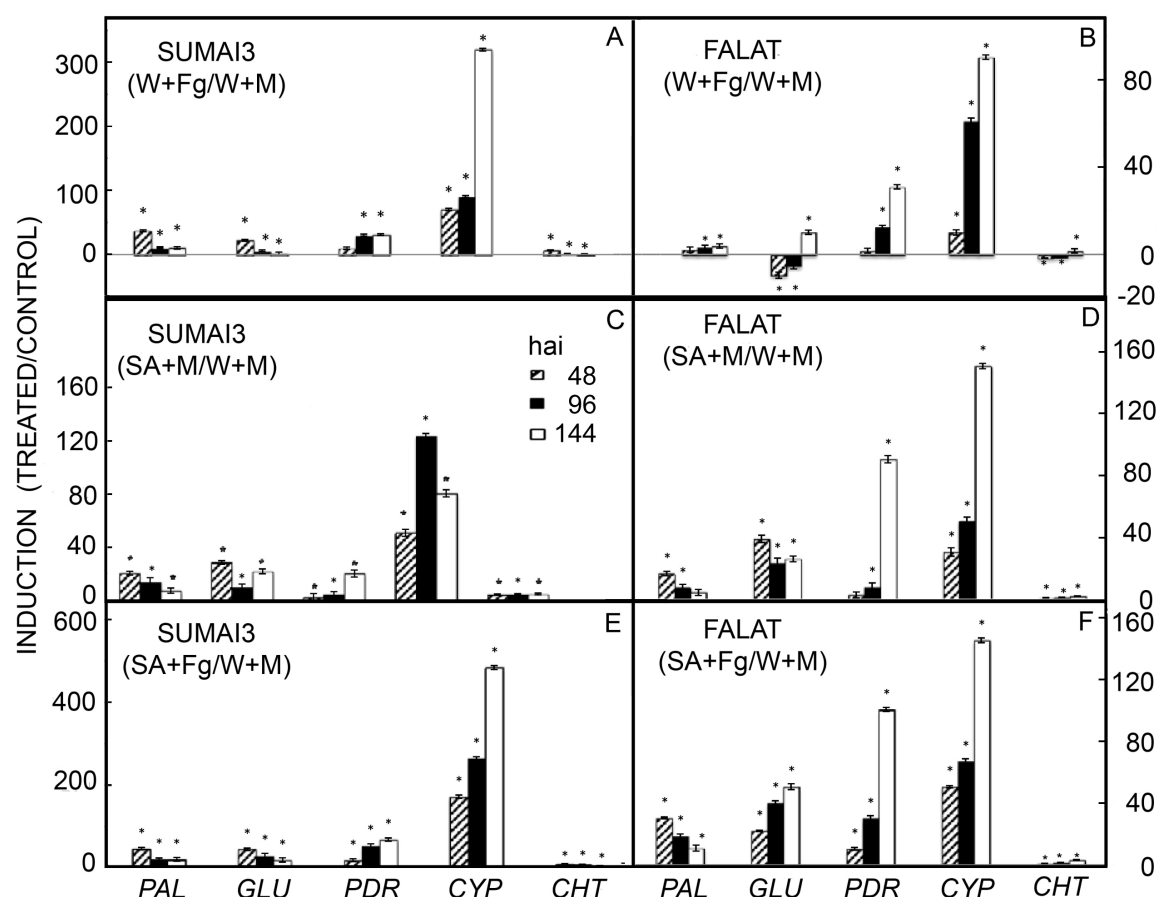 INDUCTION (TREATED/CONTROL)
A
SUMAI3
(W+Fg/W+M)
300
200
100
0
B
FALAT
(W+Fg/W+M)
80
40
0
-20
C
SUMAI3
(SA+M/W+M)
hai
48
96
144
160
120
80
40
0
D
FALAT
(SA+M/W+M)
160
120
80
40
0
E
SUMAI3
(SA+Fg/W+M)
600
400
200
0
F
FALAT
(SA+Fg/W+M)
160
120
80
40
0
PAL GLU PDR CYP CHT PAL GLU PDR CYP CHT